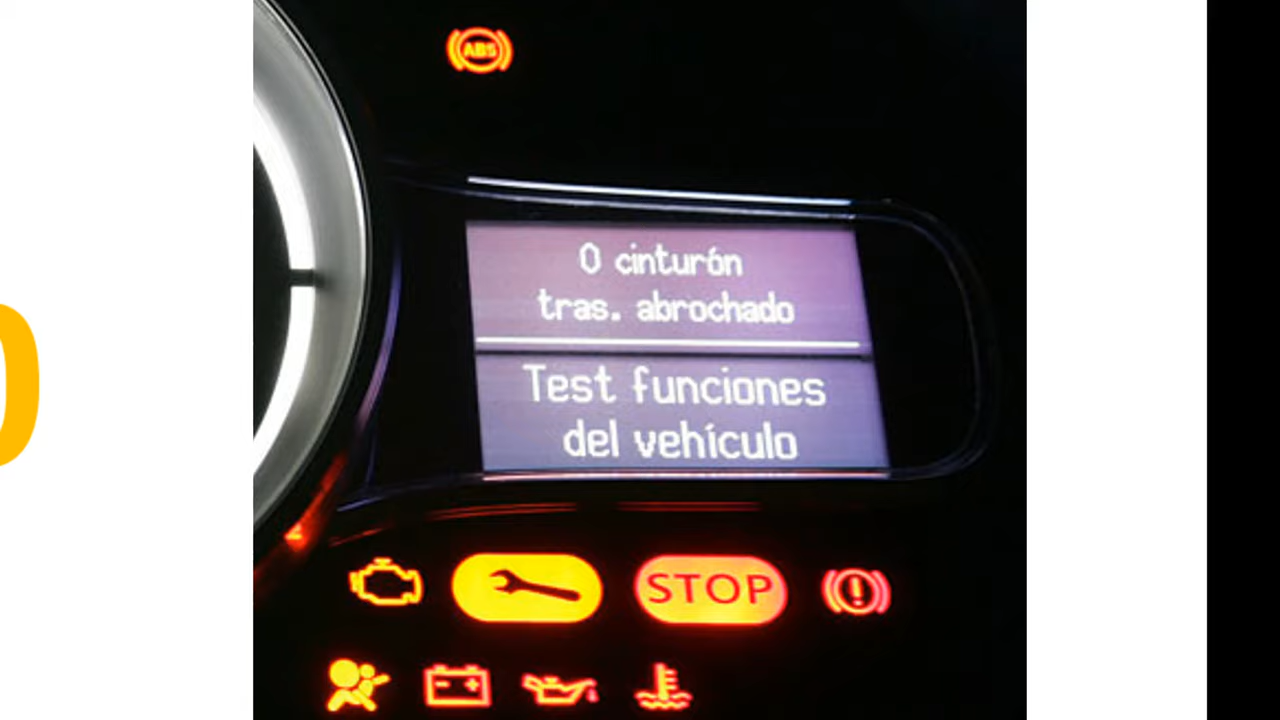 ABS
0 cinturón
tras. abrochado
Test funciones
del vehículo
STOP